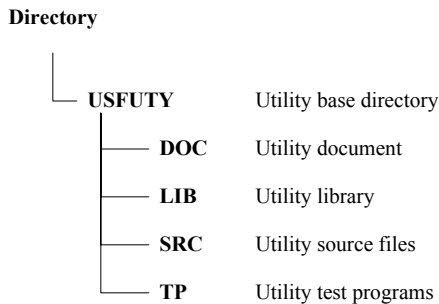 Directory
USFUTY Utility base directory
DOC Utility document
LIB Utility library
SRC Utility source files
TP Utility test programs